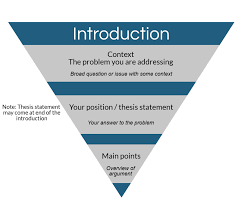 Introduction
Context
The problem you are addressing
Broad question or issue with some context
Note: Thesis statement
may come at end of the
introduction
Your position / thesis statement
Your answer to the problem
Main points
Overview of
argument